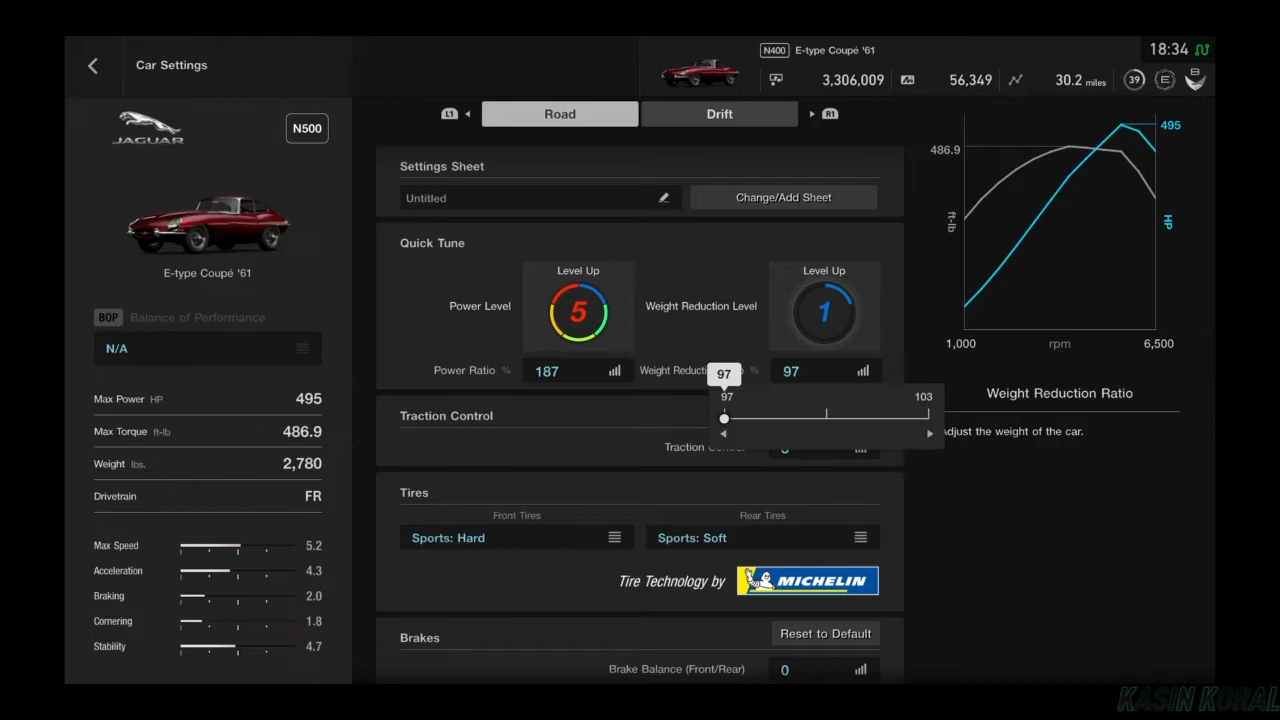 Car Settings
N400 E-type Coupé '61
18:34
3,306,009
56,349
30.2 miles
39
E
B
JAGUAR
N500
E-type Coupé '61
BOP Balance of Performance
N/A
Max Power HP 495
Max Torque ft-lb 486.9
Weight lbs. 2,780
Drivetrain FR
Max Speed 5.2
Acceleration 4.3
Braking 2.0
Cornering 1.8
Stability 4.7
L1 Road Drift R1
Settings Sheet
Untitled Change/Add Sheet
Quick Tune
Level Up Level Up
Power Level 5 Weight Reduction Level 1
Power Ratio % 187 Weight Reducti % 97
97
97 103
Traction Control
Traction Control
Tires
Front Tires Rear Tires
Sports: Hard Sports: Soft
Tire Technology by MICHELIN
Brakes Reset to Default
Brake Balance (Front/Rear) 0
495
486.9
ft-lb
HP
1,000 rpm 6,500
Weight Reduction Ratio
Adjust the weight of the car.
KASIN KORAL